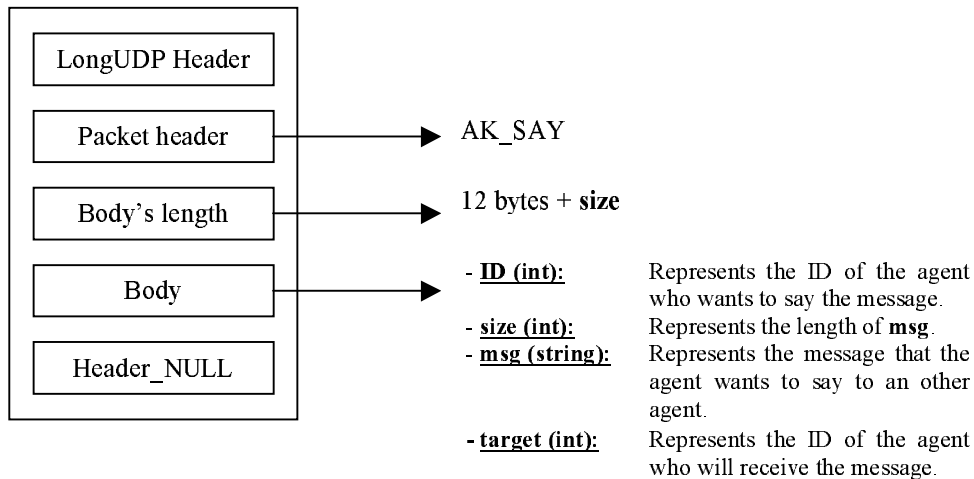 LongUDP Header
Packet header
AK_SAY
Body’s length
12 bytes + size
Body
- ID (int): Represents the ID of the agent
who wants to say the message.
- size (int): Represents the length of msg.
- msg (string): Represents the message that the
agent wants to say to an other
agent.
- target (int): Represents the ID of the agent
who will receive the message.
Header_NULL